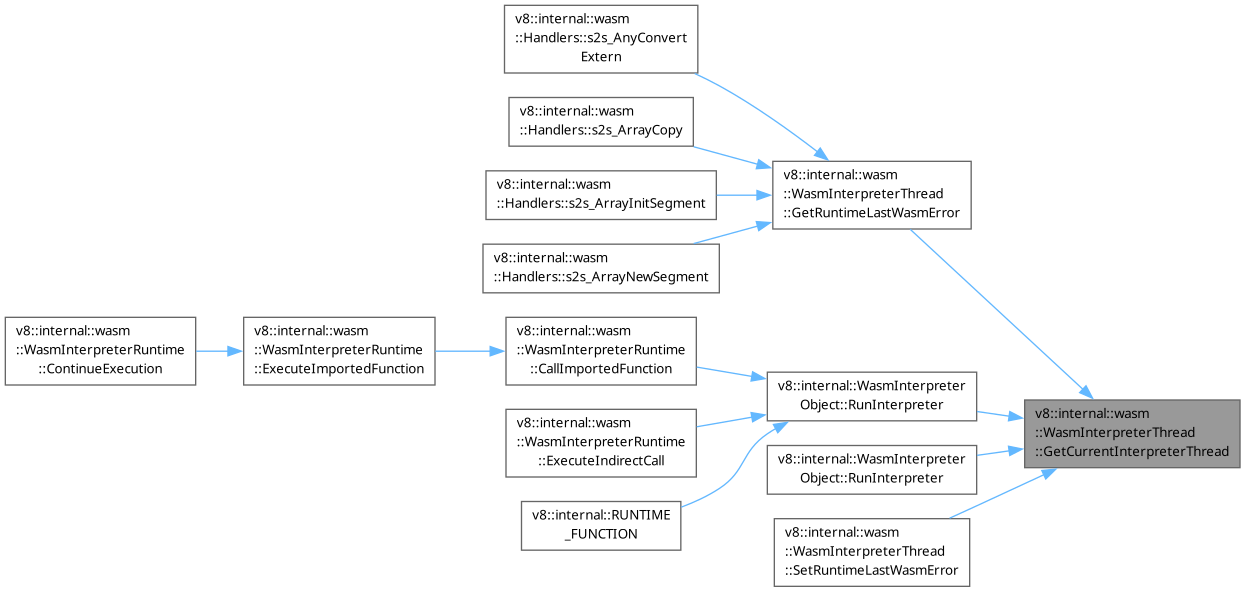 v8::internal::wasm
::Handlers::s2s_AnyConvert
Extern
v8::internal::wasm
::Handlers::s2s_ArrayCopy
v8::internal::wasm
::Handlers::s2s_ArrayInitSegment
v8::internal::wasm
::Handlers::s2s_ArrayNewSegment
v8::internal::wasm
::WasmInterpreterThread
::GetRuntimeLastWasmError
v8::internal::wasm
::WasmInterpreterRuntime
::ContinueExecution
v8::internal::wasm
::WasmInterpreterRuntime
::ExecuteImportedFunction
v8::internal::wasm
::WasmInterpreterRuntime
::CallImportedFunction
v8::internal::wasm
::WasmInterpreterRuntime
::ExecuteIndirectCall
v8::internal::RUNTIME
_FUNCTION
v8::internal::WasmInterpreter
Object::RunInterpreter
v8::internal::WasmInterpreter
Object::RunInterpreter
v8::internal::wasm
::WasmInterpreterThread
::SetRuntimeLastWasmError
v8::internal::wasm
::WasmInterpreterThread
::GetCurrentInterpreterThread